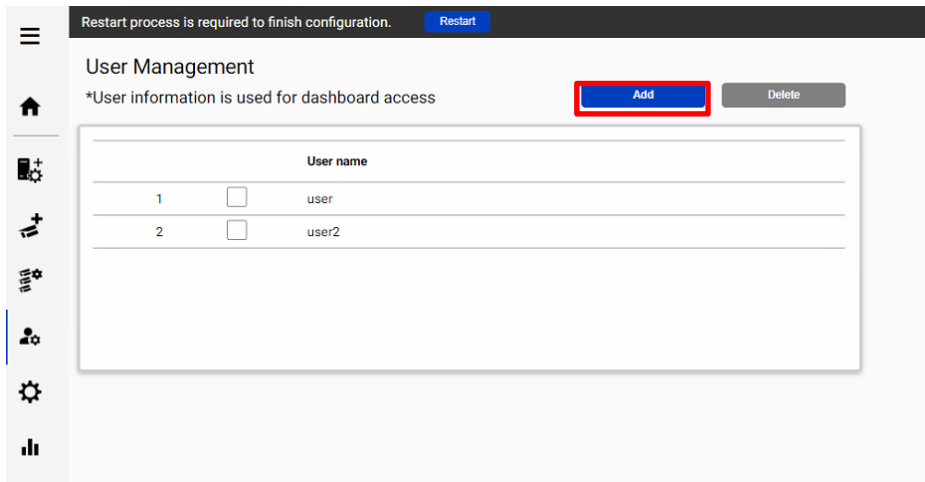 Restart process is required to finish configuration. Restart
User Management
*User information is used for dashboard access Add Delete
User name
1 user
2 user2